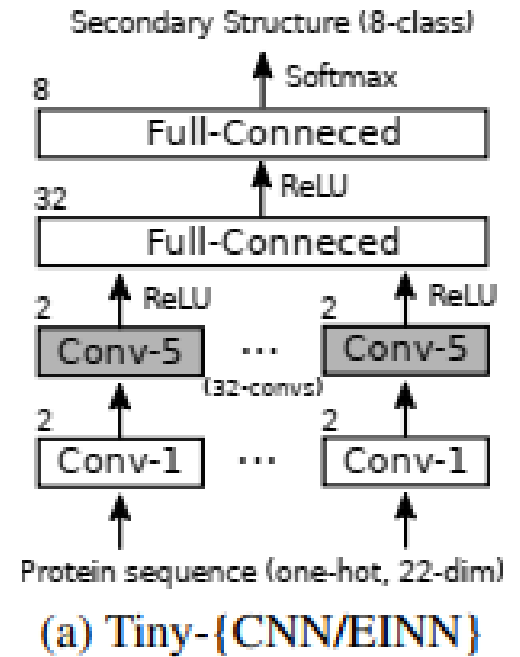 Secondary Structure (8-class)
Softmax
8
Full-Conneced
ReLU
32
Full-Conneced
ReLU ReLU
2 2
Conv-5 ... Conv-5
(32-convs)
2 2
Conv-1 ... Conv-1
Protein sequence (one-hot, 22-dim)
(a) Tiny-{CNN/EINN}